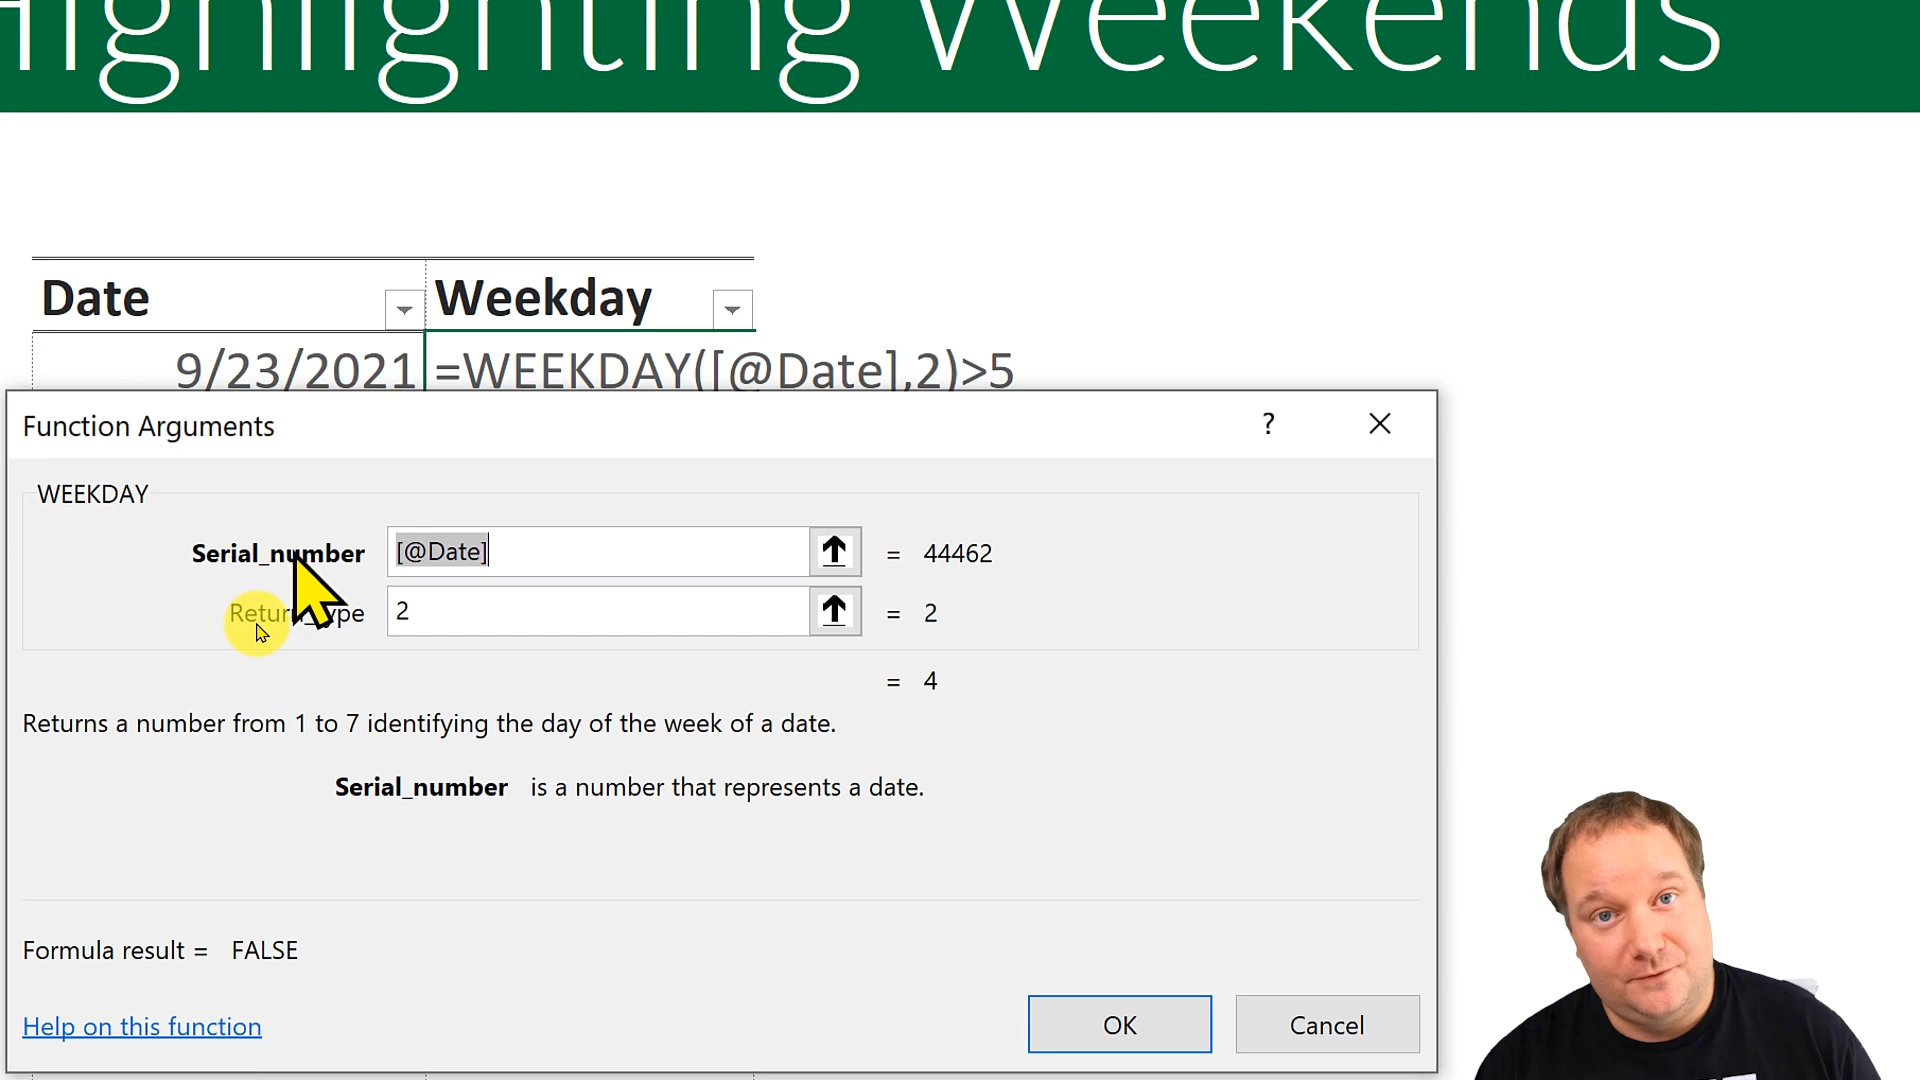 Highlighting Weekends
Date Weekday
9/23/2021 =WEEKDAY([@Date],2)>5
Function Arguments ?
WEEKDAY
Serial_number [@Date] = 44462
Return_type 2 = 2
= 4
Returns a number from 1 to 7 identifying the day of the week of a date.
Serial_number is a number that represents a date.
Formula result = FALSE
Help on this function OK Cancel